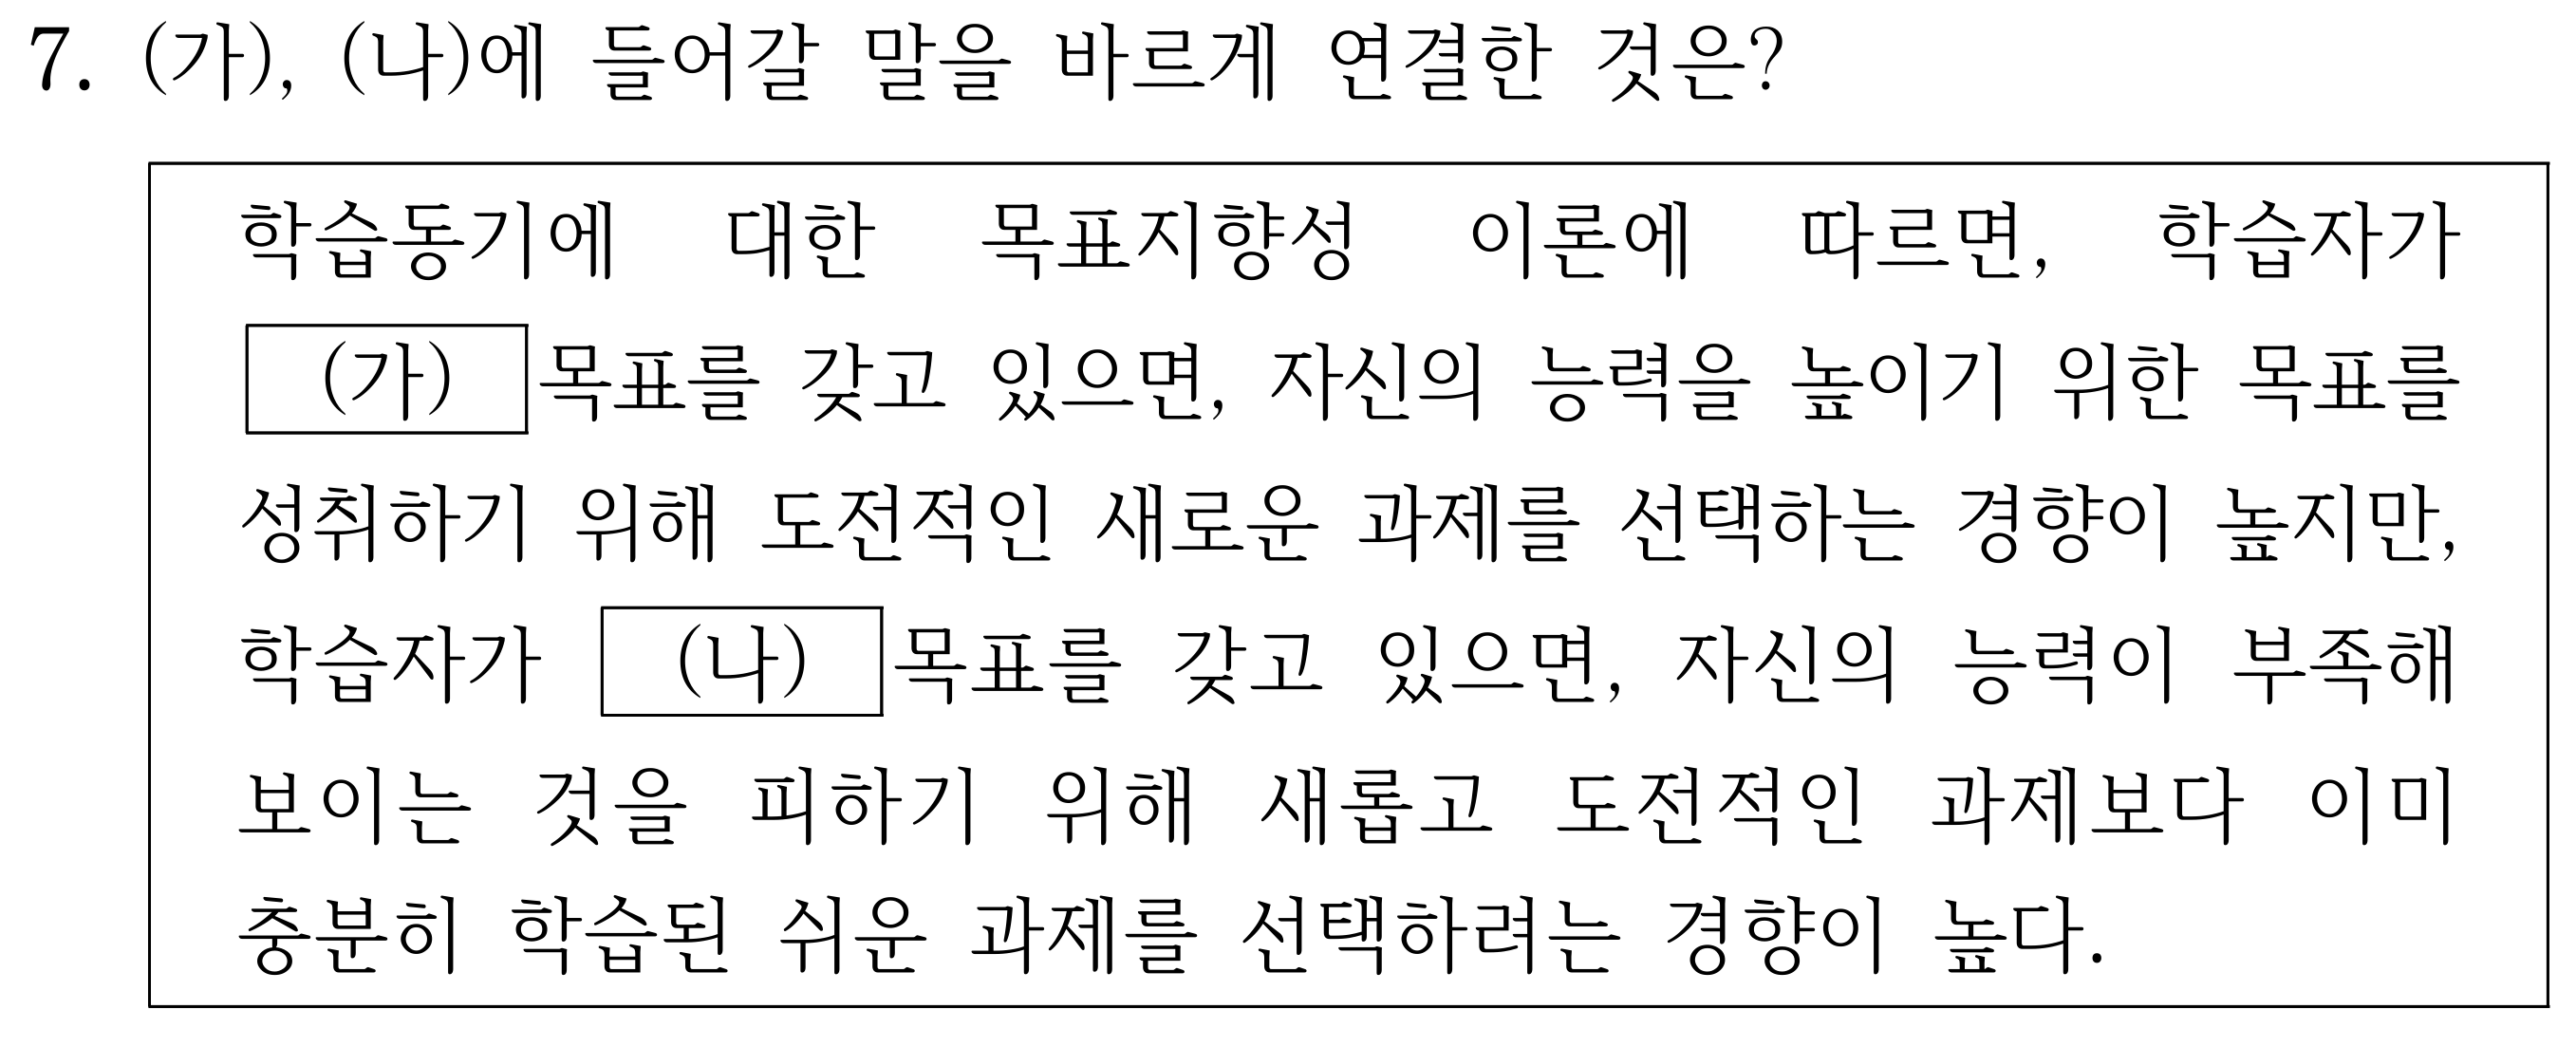 7. (가), (나)에 들어갈 말을 바르게 연결한 것은?
학습동기에 대한 목표지향성 이론에 따르면, 학습자가
(가) 목표를 갖고 있으면, 자신의 능력을 높이기 위한 목표를
성취하기 위해 도전적인 새로운 과제를 선택하는 경향이 높지만,
학습자가 (나) 목표를 갖고 있으면, 자신의 능력이 부족해
보이는 것을 피하기 위해 새롭고 도전적인 과제보다 이미
충분히 학습된 쉬운 과제를 선택하려는 경향이 높다.